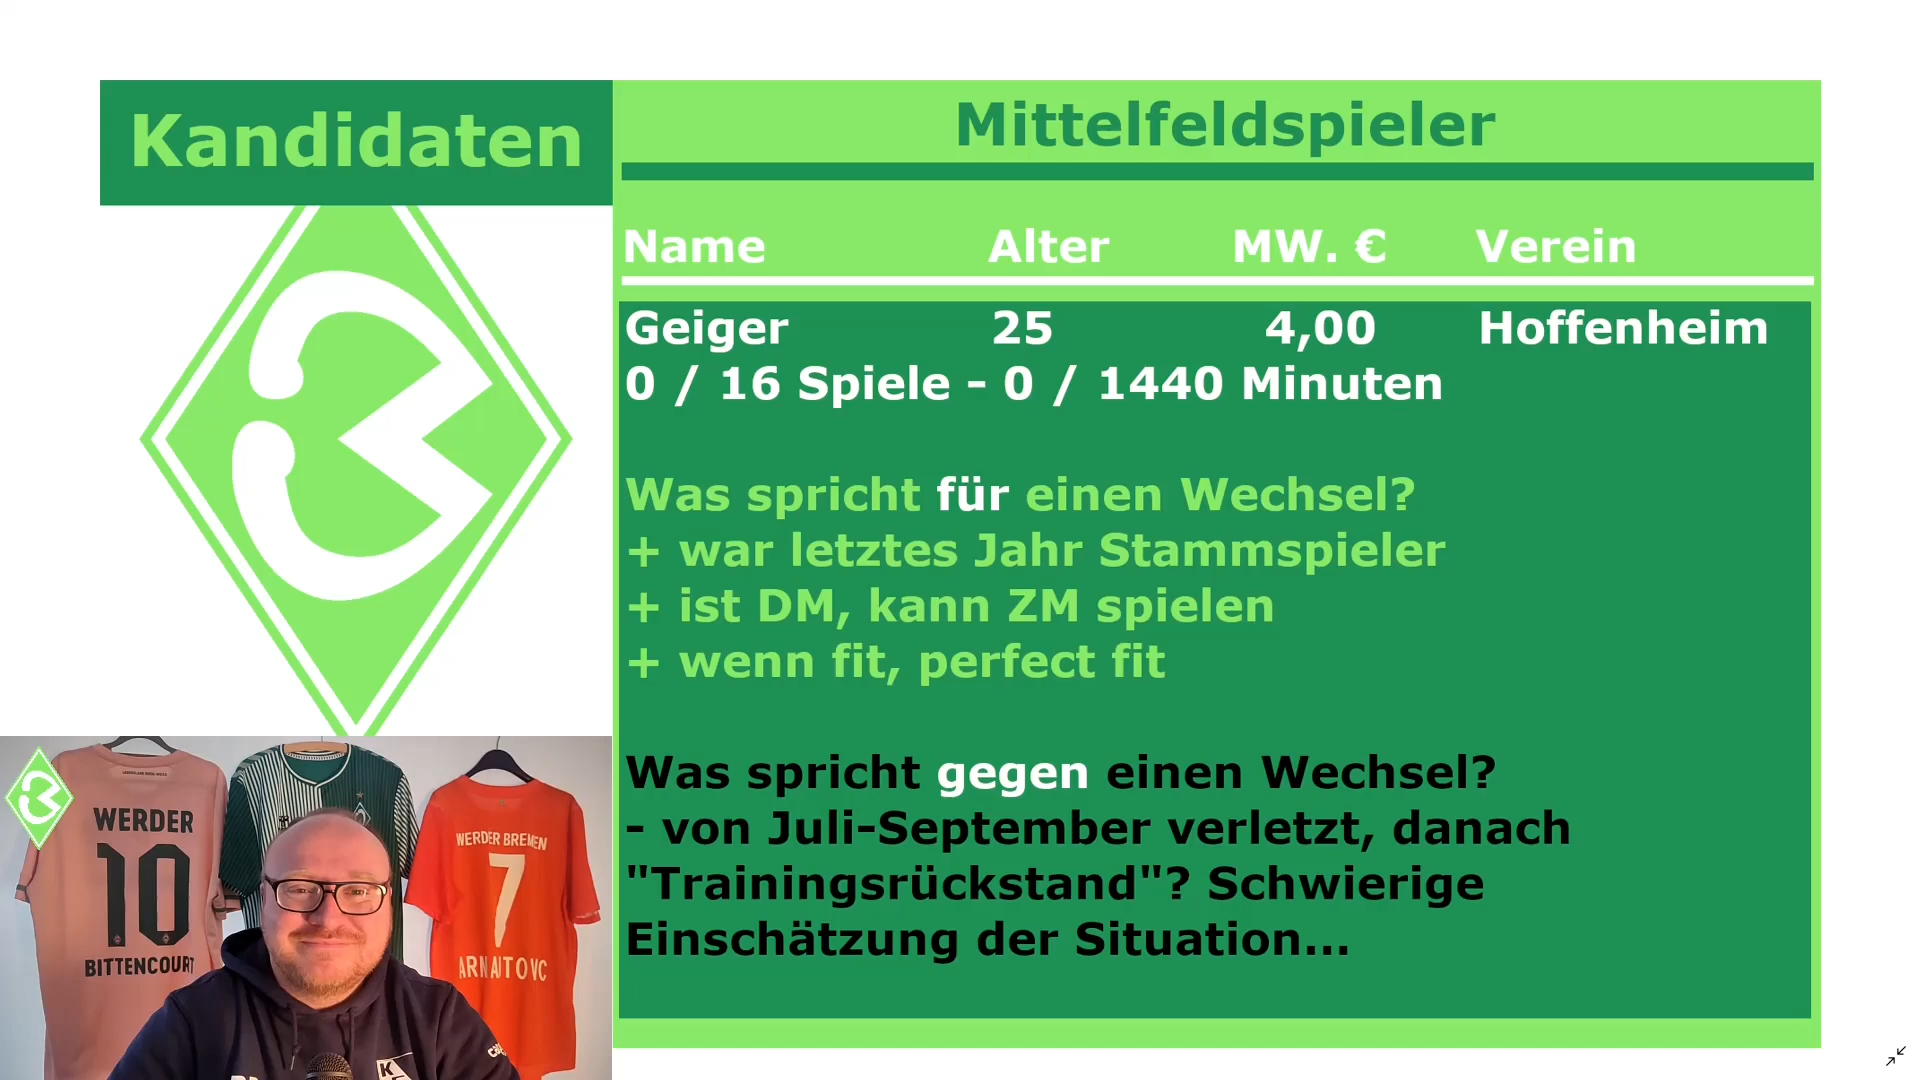 Kandidaten
Mittelfeldspieler
Name Alter MW. € Verein
Geiger 25 4,00 Hoffenheim
0 / 16 Spiele - 0 / 1440 Minuten
Was spricht für einen Wechsel?
+ war letztes Jahr Stammspieler
+ ist DM, kann ZM spielen
+ wenn fit, perfect fit
Was spricht gegen einen Wechsel?
- von Juli-September verletzt, danach
"Trainingsrückstand"? Schwierige
Einschätzung der Situation...
WERDER
10
BITTENCOURT
WERDER BREMEN
7
ARNAUTOVIC